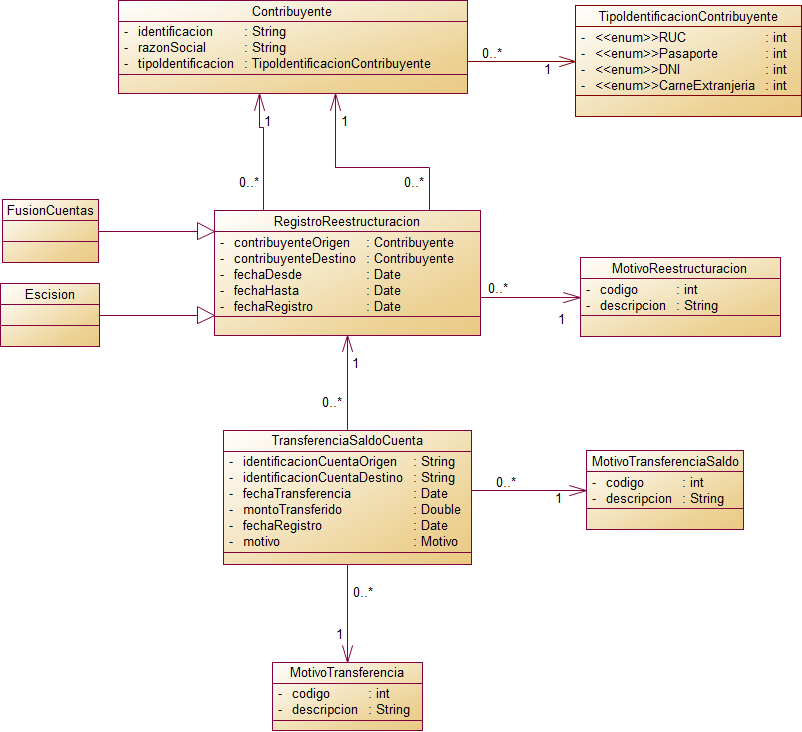 Contribuyente
- identificacion : String
- razonSocial : String
- tipoIdentificacion : TipoIdentificacionContribuyente
TipoIdentificacionContribuyente
- <<enum>>RUC : int
- <<enum>>Pasaporte : int
- <<enum>>DNI : int
- <<enum>>CarneExtranjeria : int
0..*
1
1
1
0..*
0..*
FusionCuentas
Escision
RegistroReestructuracion
- contribuyenteOrigen : Contribuyente
- contribuyenteDestino : Contribuyente
- fechaDesde : Date
- fechaHasta : Date
- fechaRegistro : Date
0..*
1
MotivoReestructuracion
- codigo : int
- descripcion : String
1
0..*
TransferenciaSaldoCuenta
- identificacionCuentaOrigen : String
- identificacionCuentaDestino : String
- fechaTransferencia : Date
- montoTransferido : Double
- fechaRegistro : Date
- motivo : Motivo
0..*
1
MotivoTransferenciaSaldo
- codigo : int
- descripcion : String
0..*
1
MotivoTransferencia
- codigo : int
- descripcion : String